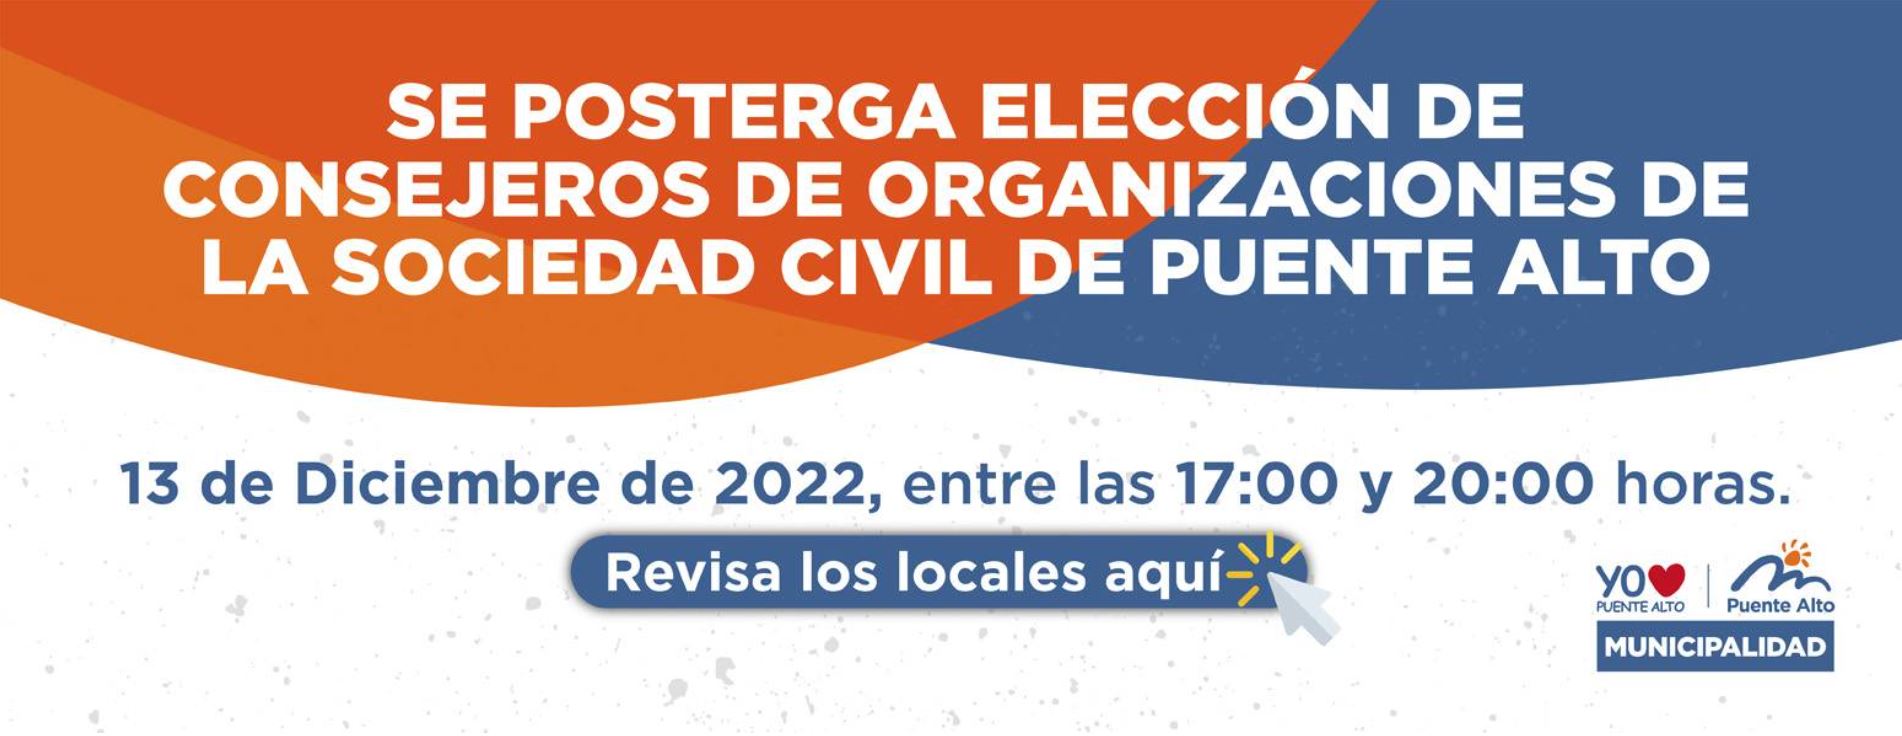 SE POSTERGA ELECCIÓN DE
CONSEJEROS DE ORGANIZACIONES DE
LA SOCIEDAD CIVIL DE PUENTE ALTO
13 de Diciembre de 2022, entre las 17:00 y 20:00 horas.
Revisa los locales aquí
YO
PUENTE ALTO
Puente Alto
MUNICIPALIDAD